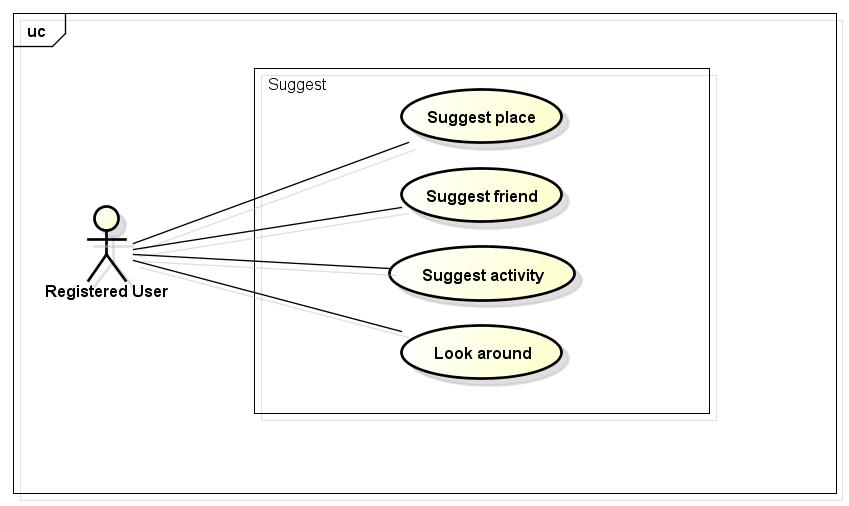 uc
Suggest
Suggest place
Suggest friend
Suggest activity
Registered User
Look around